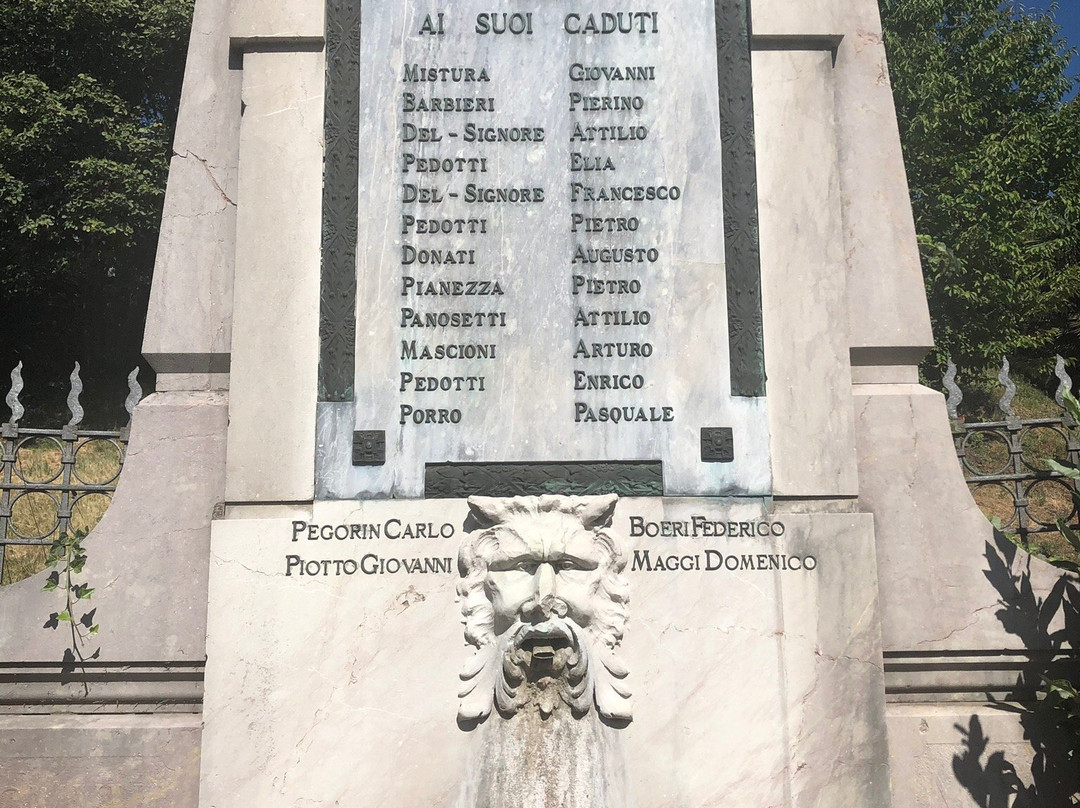 AI SUOI CADUTI
MISTURA GIOVANNI
BARBIERI PIERINO
DEL-SIGNORE ATTILIO
PEDOTTI ELIA
DEL-SIGNORE FRANCESCO
PEDOTTI PIETRO
DONATI AUGUSTO
PIANEZZA PIETRO
PANOSETTI ATTILIO
MASCIONI ARTURO
PEDOTTI ENRICO
PORRO PASQUALE
PEGORIN CARLO BOERI FEDERICO
PIOTTO GIOVANNI MAGGI DOMENICO